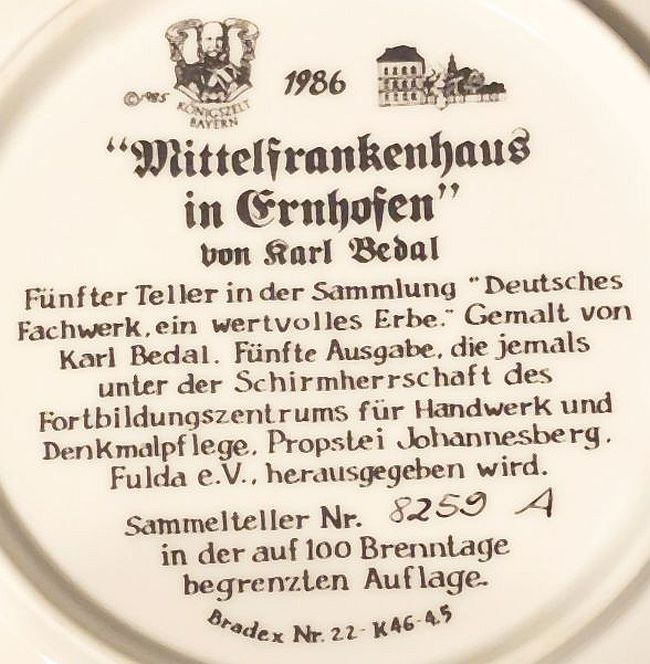 ©1985
KÖNIGSZELT
BAYERN
1986
"Mittelfrankenhaus
in Ernhofen"
von Karl Bedal
Fünfter Teller in der Sammlung "Deutsches
Fachwerk, ein wertvolles Erbe." Gemalt von
Karl Bedal. Fünfte Ausgabe, die jemals
unter der Schirmherrschaft des
Fortbildungszentrums für Handwerk und
Denkmalpflege, Propstei Johannesberg,
Fulda e.V., herausgegeben wird.
Sammelteller Nr. 8259 A
in der auf 100 Brenntage
begrenzten Auflage.
Bradex Nr. 22-K46-4.5